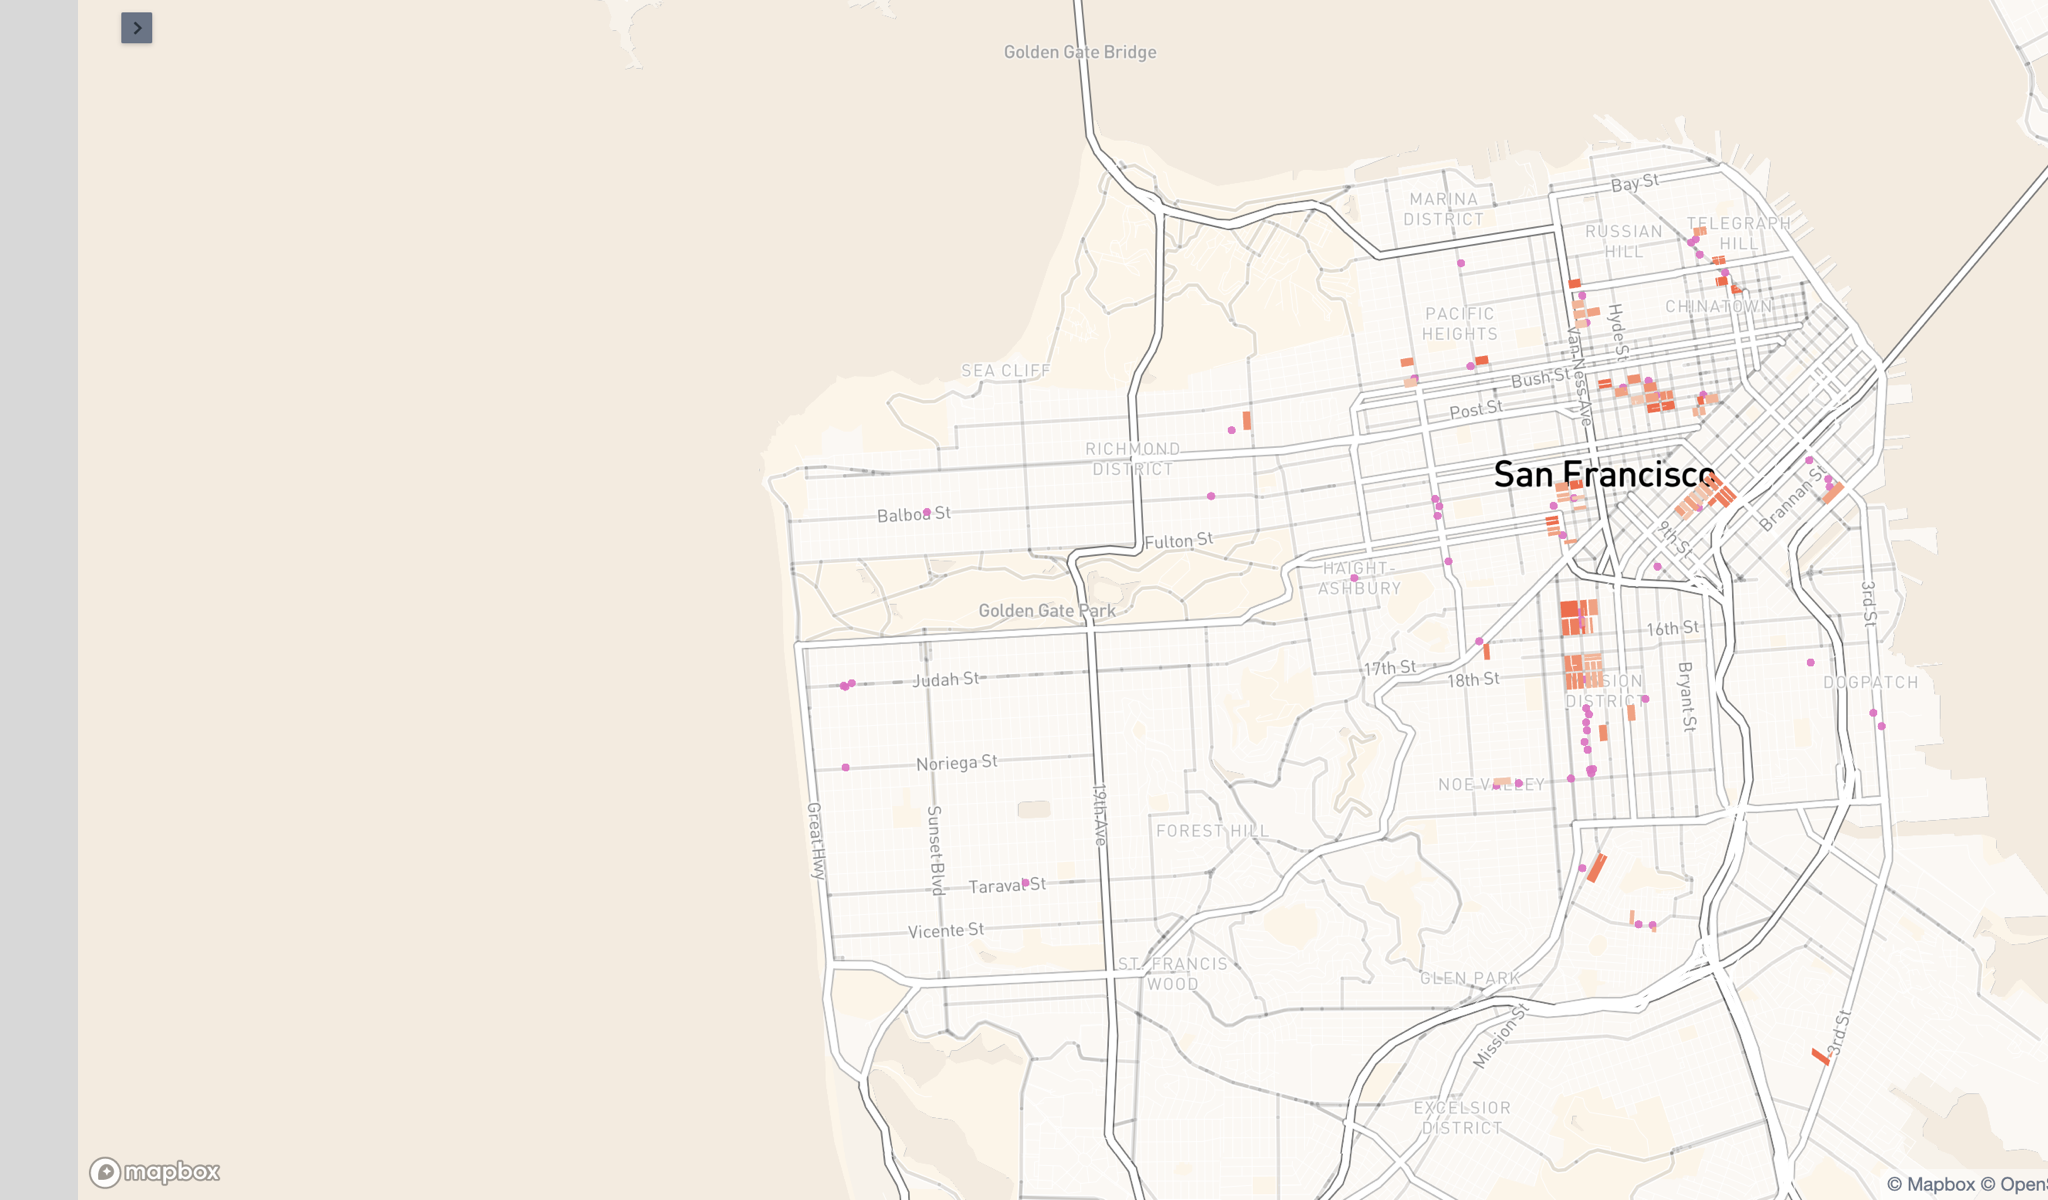 Golden Gate Bridge
MARINA
DISTRICT
Bay St
RUSSIAN
HILL
TELEGRAPH
HILL
CHINATOWN
PACIFIC
HEIGHTS
Hyde St
Van Ness Ave
SEA CLIFF
Bush St
Post St
RICHMOND
DISTRICT
San Francisco
Balboa St
Brannan St
9th St
Fulton St
HAIGHT-
ASHBURY
Golden Gate Park
3rd St
16th St
17th St
18th St
Judah St
Bryant St
DISTRICT
DOGPATCH
Noriega St
NOE VALLEY
19th Ave
Great Hwy
Sunset Blvd
FOREST HILL
Taraval St
Vicente St
ST. FRANCIS
WOOD
GLEN PARK
Mission St
3rd St
EXCELSIOR
DISTRICT
mapbox
© Mapbox © OpenS